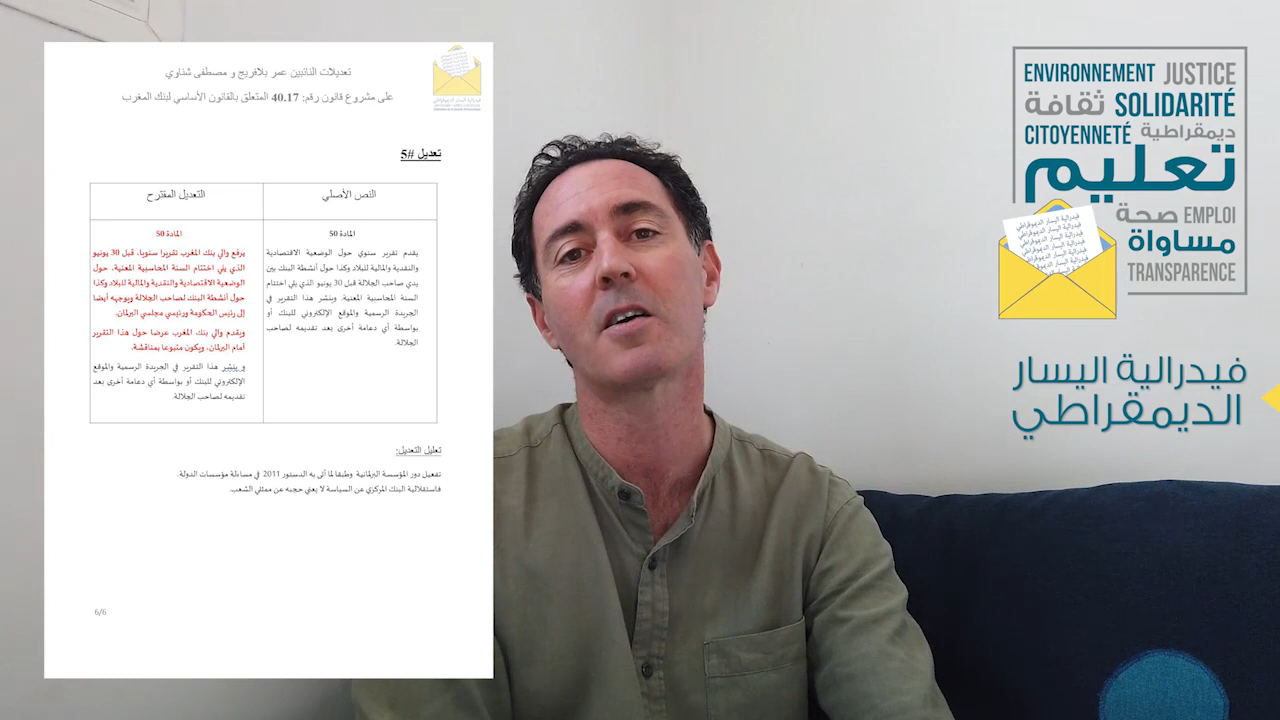 تعديلات النائبين عمر بلافريج و مصطفى شناوي
على مشروع قانون رقم: 40.17 المتعلق بالقانون الأساسي لبنك المغرب
تعديل #5
النص الأصلي
المادة 50
يقدم تقرير سنوي حول الوضعية الاقتصادية
والنقدية والمالية للبلاد وكذا حول أنشطة البنك بين
يدي صاحب الجلالة قبل 30 يونيو الذي يلي اختتام
السنة المحاسبية المعنية. وينشر هذا التقرير في
الجريدة الرسمية والموقع الإلكتروني للبنك أو
بواسطة أي دعامة أخرى بعد تقديمه لصاحب
الجلالة.
التعديل المقترح
المادة 50
يرفع والي بنك المغرب تقريرا سنويا، قبل 30 يونيو
الذي يلي اختتام السنة المحاسبية المعنية، حول
الوضعية الاقتصادية والنقدية والمالية للبلاد وكذا
حول أنشطة البنك لصاحب الجلالة ويوجهه أيضا
إلى رئيس الحكومة ورئيسي مجلسي البرلمان.
ويقدم والي بنك المغرب عرضا حول هذا التقرير
أمام البرلمان، ويكون متبوعا بمناقشة.
و ينشر هذا التقرير في الجريدة الرسمية والموقع
الإلكتروني للبنك أو بواسطة أي دعامة أخرى بعد
تقديمه لصاحب الجلالة.
تعليل التعديل:
تفعيل دور المؤسسة البرلمانية وطبقا لما أتى به الدستور 2011 في مساءلة مؤسسات الدولة.
فاستقلالية البنك المركزي عن السياسة لا يعني حجبه عن ممثلي الشعب.
6/6
ENVIRONNEMENT JUSTICE
ثقافة SOLIDARITÉ
CITOYENNETÉ ديمقراطية
تعليم
صحة EMPLOI
مساواة
TRANSPARENCE
فيدرالية اليسار الديموقراطي
فيدرالية اليسار
الديمقراطي